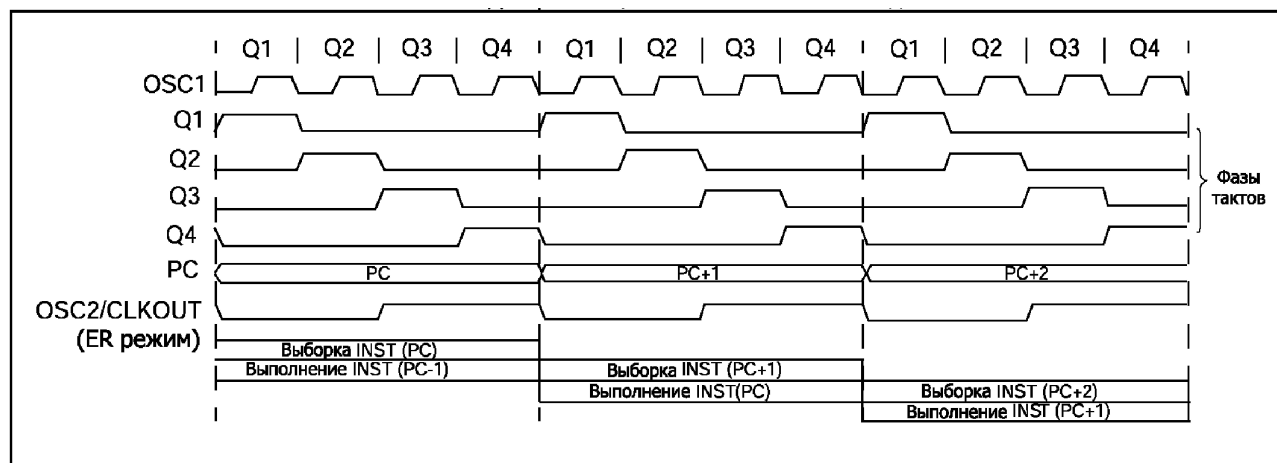 Q1 | Q2 | Q3 | Q4 | Q1 | Q2 | Q3 | Q4 | Q1 | Q2 | Q3 | Q4
OSC1
Q1
Q2
Q3
Q4
Фазы
тактов
PC PC PC+1 PC+2
OSC2/CLKOUT
(ER режим)
Выборка INST (PC)
Выполнение INST (PC-1) Выборка INST (PC+1)
Выполнение INST(PC) Выборка INST (PC+2)
Выполнение INST (PC+1)